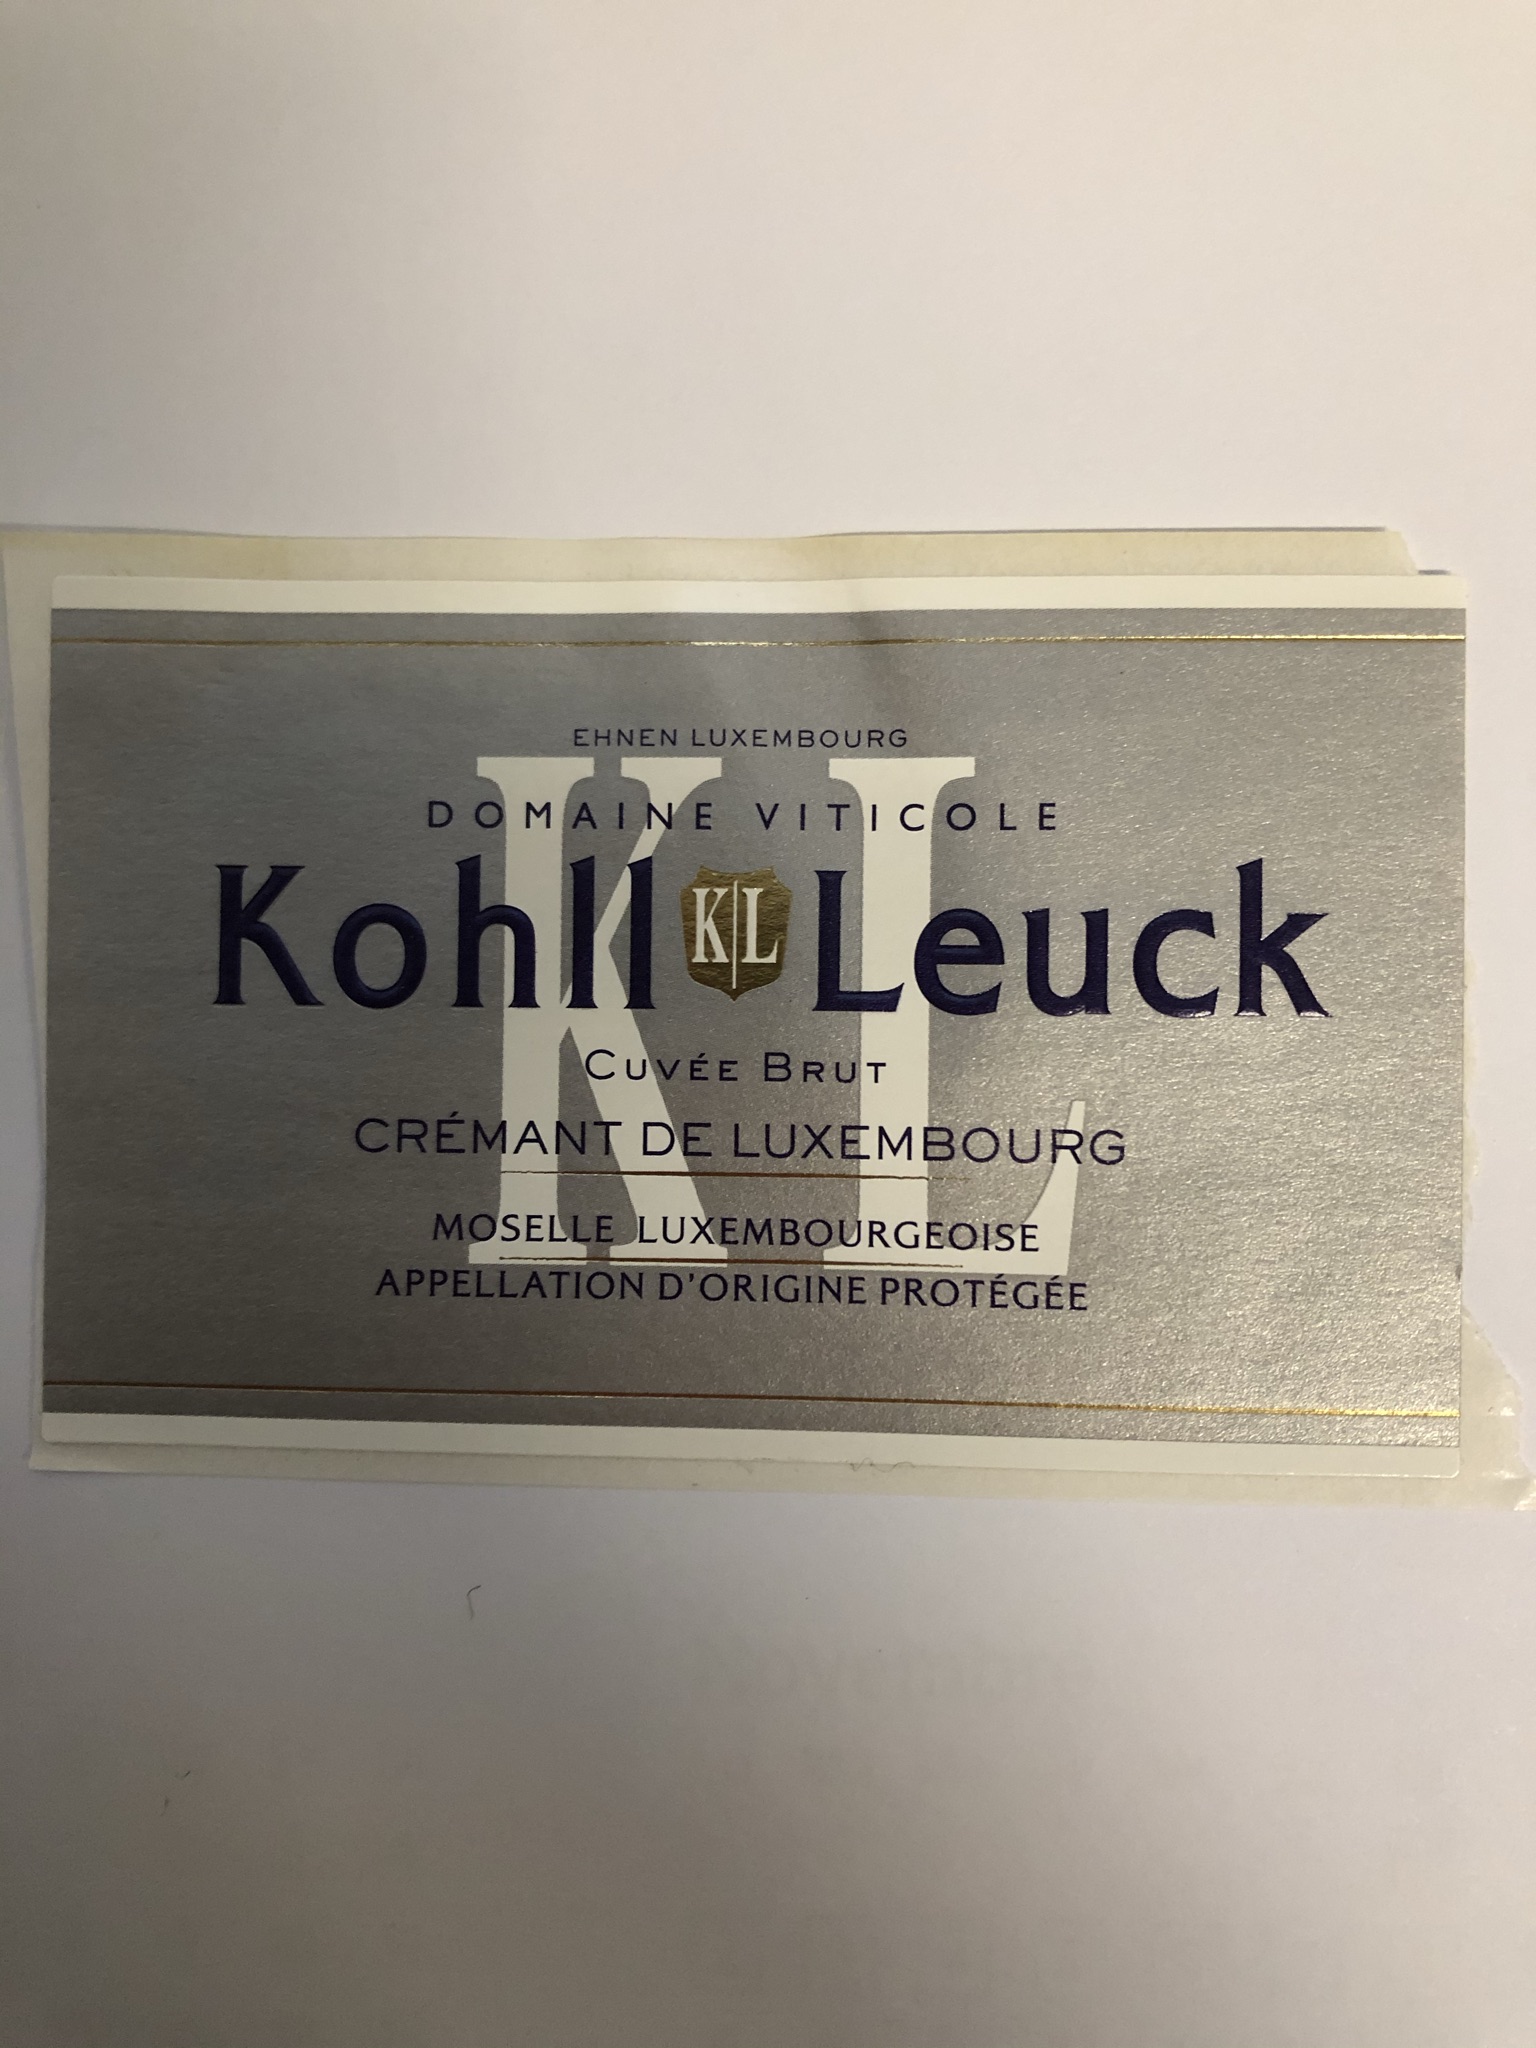 EHNEN LUXEMBOURG
DOMAINE VITICOLE
Kohll K|L Leuck
CUVÉE BRUT
CRÉMANT DE LUXEMBOURG
MOSELLE LUXEMBOURGEOISE
APPELLATION D'ORIGINE PROTÉGÉE
KL